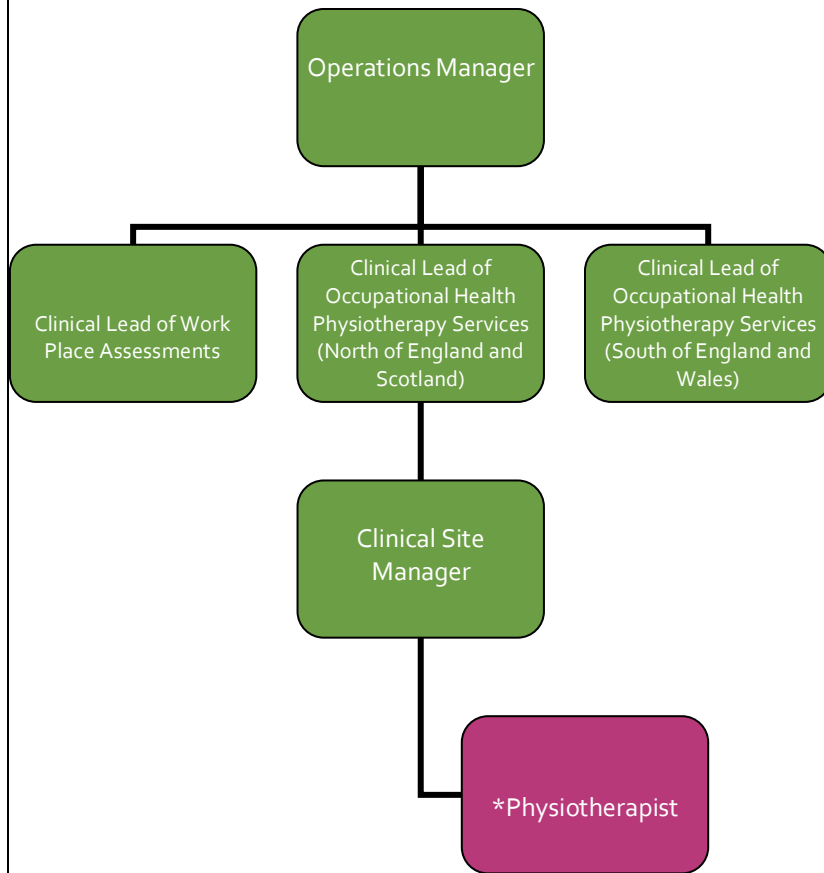 Operations Manager
Clinical Lead of Work
Place Assessments
Clinical Lead of
Occupational Health
Physiotherapy Services
(North of England and
Scotland)
Clinical Lead of
Occupational Health
Physiotherapy Services
(South of England and
Wales)
Clinical Site
Manager
*Physiotherapist